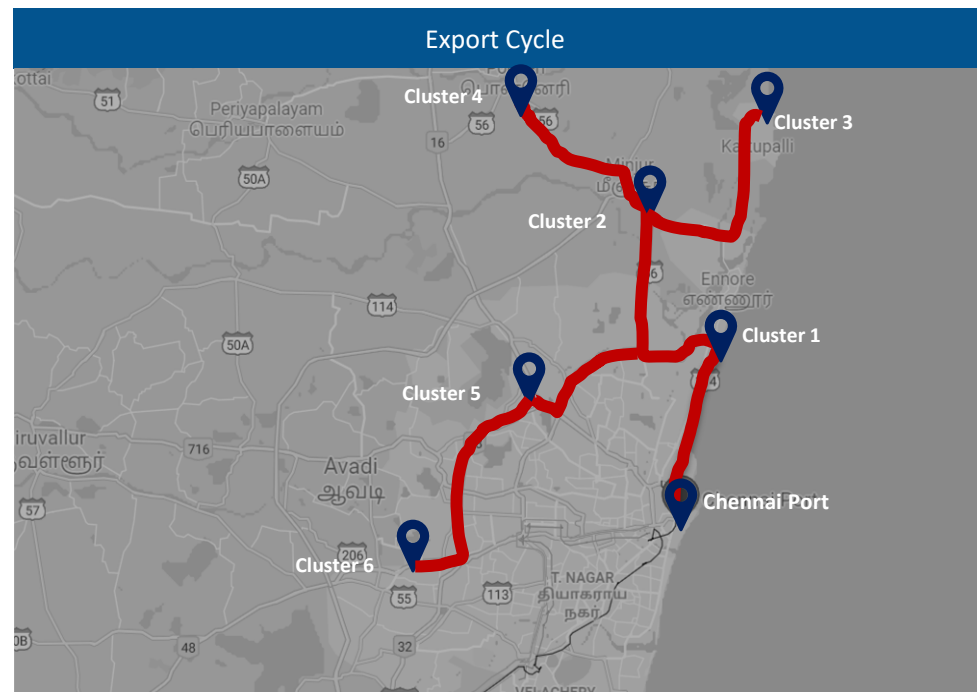 Export Cycle
51
Periyapalayam
பெரியபாளையம்
Cluster 4
56
56
16
Cluster 3
Kattupalli
Minjur
50A
Cluster 2
Ennore
எண்ணூர்
114
50A
Cluster 1
Cluster 5
716
Avadi
ஆவடி
57
Chennai Port
206
Cluster 6
55
113
T. NAGAR
தியாகராய
நகர்
32
48
VELACHERY